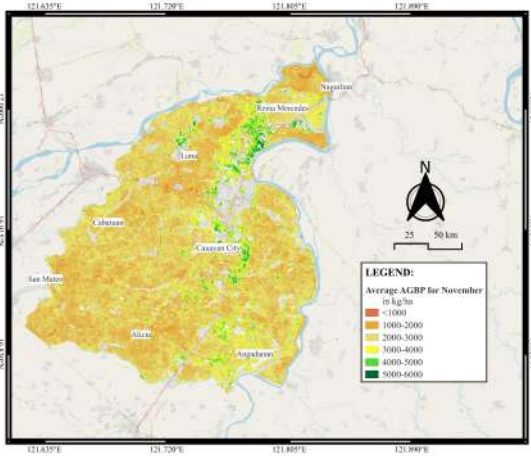 121.635°E 121.720°E 121.805°E 121.890°E
Naguilian
Reina Mercedes
Luna
Cabatuan
Cauayan City
San Mateo
Alicia
Angadanan
N
25 50 km
LEGEND:
Average AGBP for November
in kg/ha
<1000
1000-2000
2000-3000
3000-4000
4000-5000
5000-6000
121.635°E 121.720°E 121.805°E 121.890°E